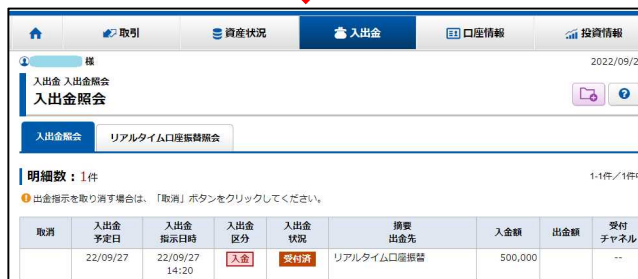 取引 資産状況 入出金 口座情報 投資情報
様 2022/09/2
入出金 入出金照会
入出金照会
入出金照会 リアルタイム口座振替照会
明細数：1件 1-1件／1件中
出金指示を取り消す場合は、「取消」ボタンをクリックしてください。
取消 入出金予定日 入出金指示日時 入出金区分 入出金状況 摘要出金先 入金額 出金額 受付チャネル
22/09/27 22/09/27 入金 受付済 リアルタイム口座振替 500,000 --
14:20